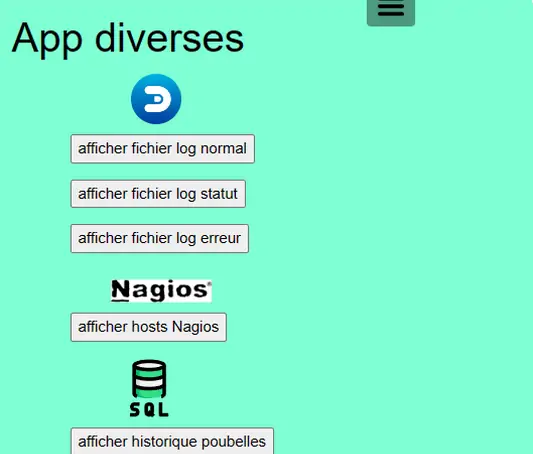 App diverses
afficher fichier log normal
afficher fichier log statut
afficher fichier log erreur
Nagios®
afficher hosts Nagios
SQL
afficher historique poubelles